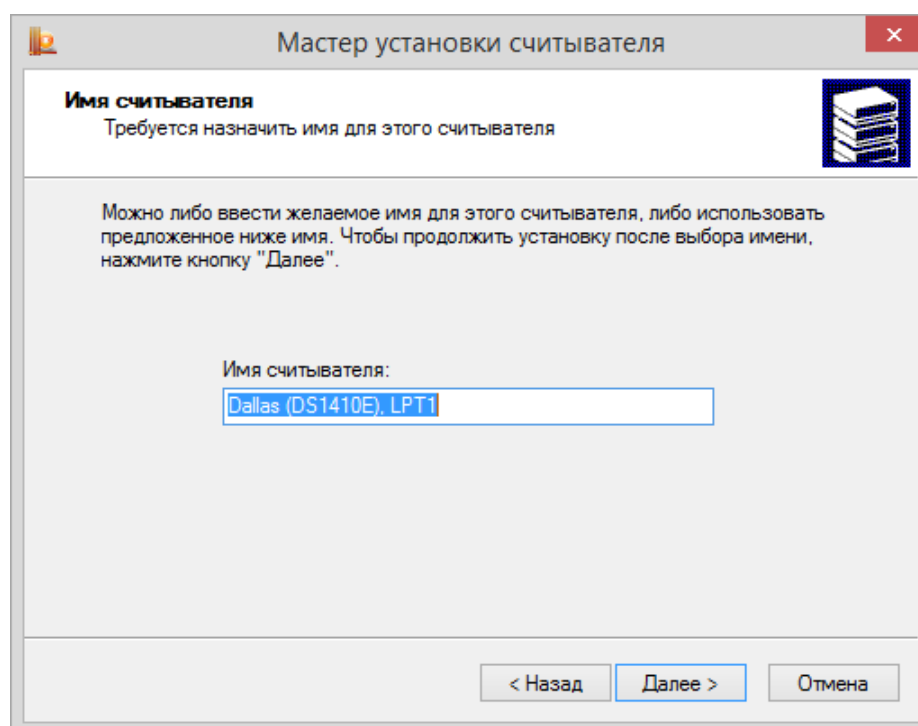 Мастер установки считывателя
Имя считывателя
Требуется назначить имя для этого считывателя
Можно либо ввести желаемое имя для этого считывателя, либо использовать
предложенное ниже имя. Чтобы продолжить установку после выбора имени,
нажмите кнопку "Далее".
Имя считывателя:
Dallas (DS1410E), LPT1
< Назад
Далее >
Отмена